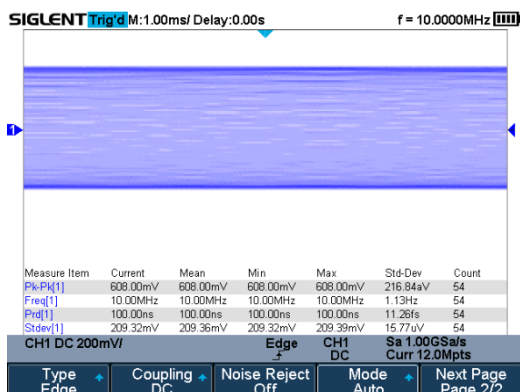 SIGLENT Trig'd M:1.00ms/ Delay:0.00s f = 10.0000MHz
1
Measure Item Current Mean Min Max Std-Dev Count
Pk-Pk[1] 608.00mV 608.00mV 608.00mV 608.00mV 216.84aV 54
Freq[1] 10.00MHz 10.00MHz 10.00MHz 10.00MHz 1.13Hz 54
Prd[1] 100.00ns 100.00ns 100.00ns 100.00ns 11.26fs 54
Stdev[1] 209.32mV 209.36mV 209.32mV 209.39mV 15.77uV 54
CH1 DC 200mV/ Edge CH1 Sa 1.00GSa/s
DC Curr 12.0Mpts
Type Coupling Noise Reject Mode Next Page
Edge DC Off Auto Page 2/2